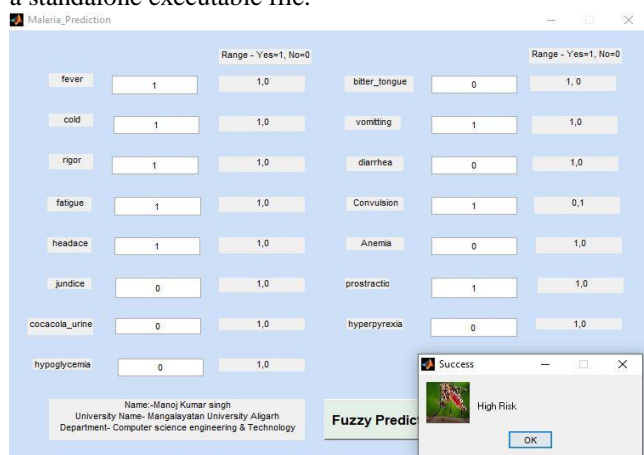 a standalone executable file.
Maleria_Prediction
Range - Yes=1, No=0
Range - Yes=1, No=0
fever 1 1,0 bitter_tongue 0 1, 0
cold 1 1,0 vomitting 1 1,0
rigor 1 1,0 diarrhea 0 1,0
fatigue 1 1,0 Convulsion 1 0,1
headace 1 1,0 Anemia 0 1,0
jundice 0 1,0 prostractio 1 1,0
cocacola_urine 0 1,0 hyperpyrexia 0 1,0
hypoglycemia 0 1,0
Success
High Risk
OK
Name:-Manoj Kumar singh
University Name- Mangalayatan University Aligarh
Department- Computer science engineering & Technology
Fuzzy Predic